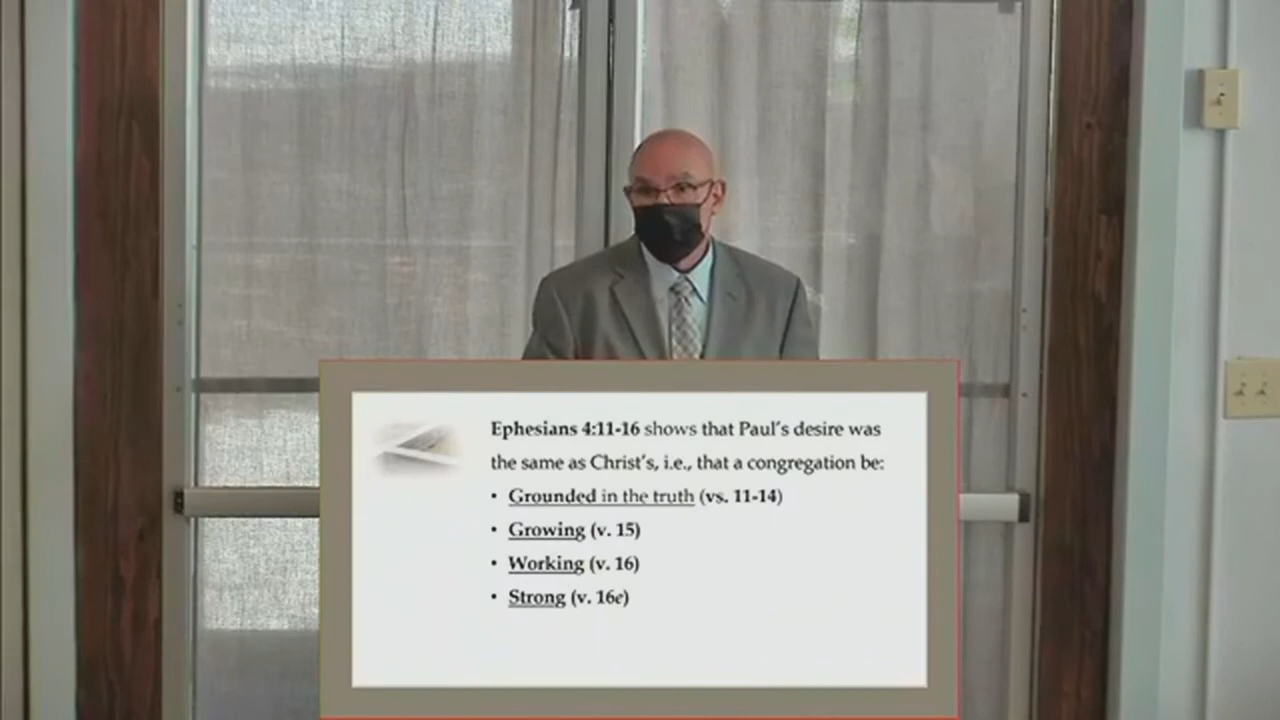 Ephesians 4:11-16 shows that Paul's desire was
the same as Christ's, i.e., that a congregation be:
• Grounded in the truth (vs. 11-14)
• Growing (v. 15)
• Working (v. 16)
• Strong (v. 16e)